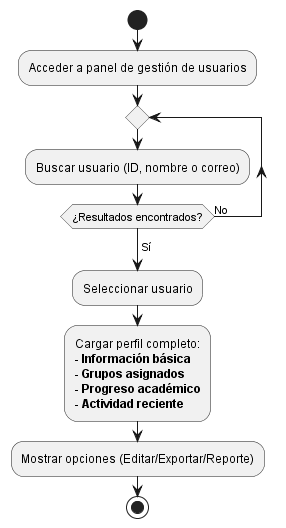 Acceder a panel de gestión de usuarios
Buscar usuario (ID, nombre o correo)
¿Resultados encontrados?
No
Sí
Seleccionar usuario
Cargar perfil completo:
- Información básica
- Grupos asignados
- Progreso académico
- Actividad reciente
Mostrar opciones (Editar/Exportar/Reporte)